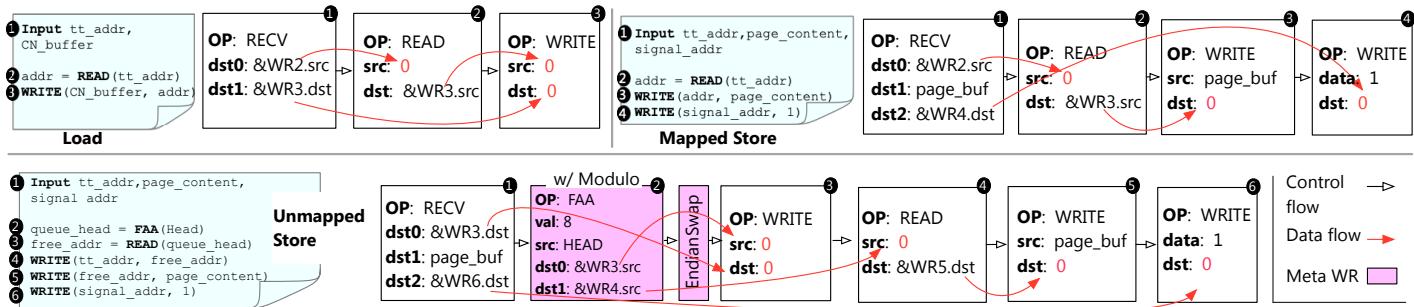 1 Input tt_addr,
CN_buffer
2 addr = READ(tt_addr)
3 WRITE(CN_buffer, addr)
Load
1
OP: RECV
dst0: &WR2.src
dst1: &WR3.dst
2
OP: READ
src: 0
dst: &WR3.src
3
OP: WRITE
src: 0
dst: 0
1 Input tt_addr,page_content,
signal_addr
2 addr = READ(tt_addr)
3 WRITE(addr, page_content)
4 WRITE(signal_addr, 1)
Mapped Store
1
OP: RECV
dst0: &WR2.src
dst1: page_buf
dst2: &WR4.dst
2
OP: READ
src: 0
dst: &WR3.src
3
OP: WRITE
src: page_buf
dst: 0
4
OP: WRITE
data: 1
dst: 0
1 Input tt_addr,page_content,
signal addr
2 queue_head = FAA(Head)
3 free_addr = READ(queue_head)
4 WRITE(tt_addr, free_addr)
5 WRITE(free_addr, page_content)
6 WRITE(signal_addr, 1)
Unmapped
Store
1
OP: RECV
dst0: &WR3.dst
dst1: page_buf
dst2: &WR6.dst
w/ Modulo
2
OP: FAA
val: 8
src: HEAD
dst0: &WR3.src
dst1: &WR4.src
EndianSwap
3
OP: WRITE
src: 0
dst: 0
4
OP: READ
src: 0
dst: &WR5.dst
5
OP: WRITE
src: page_buf
dst: 0
6
OP: WRITE
data: 1
dst: 0
Control
flow
Data flow
Meta WR